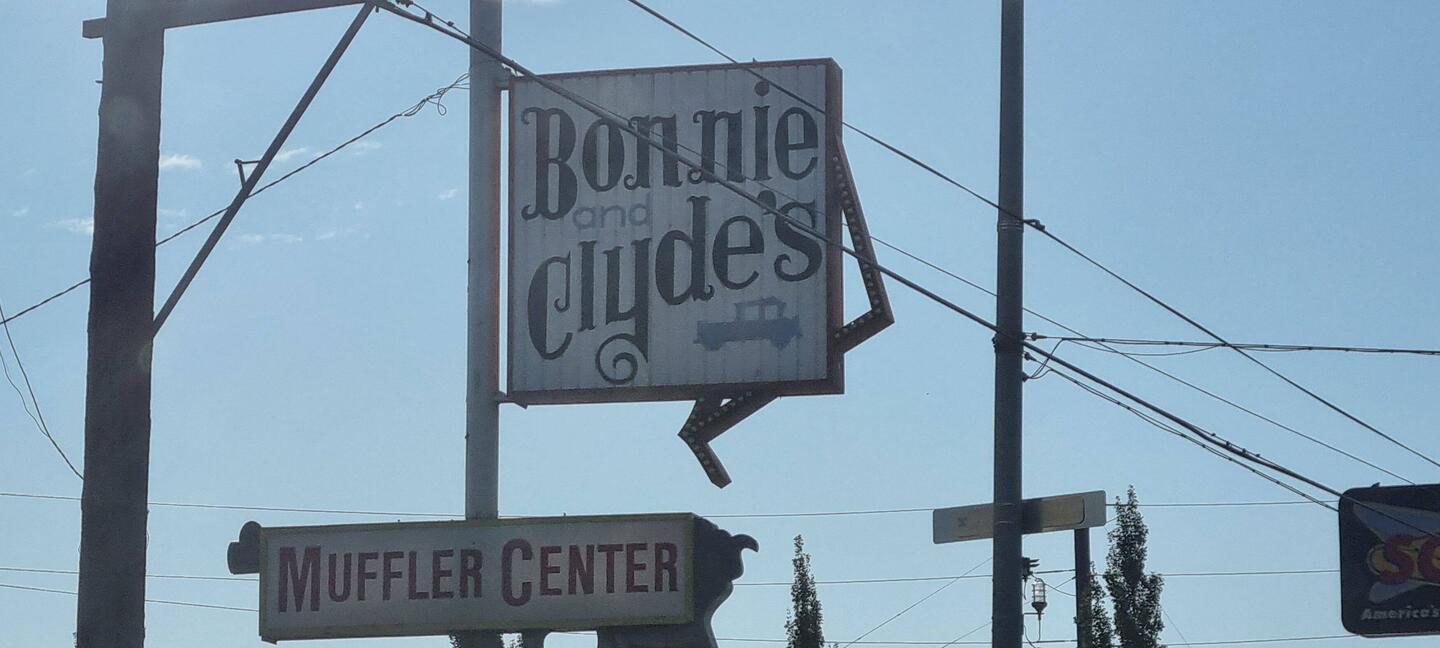 Bonnie
and
Clyde's
MUFFLER CENTER
America's